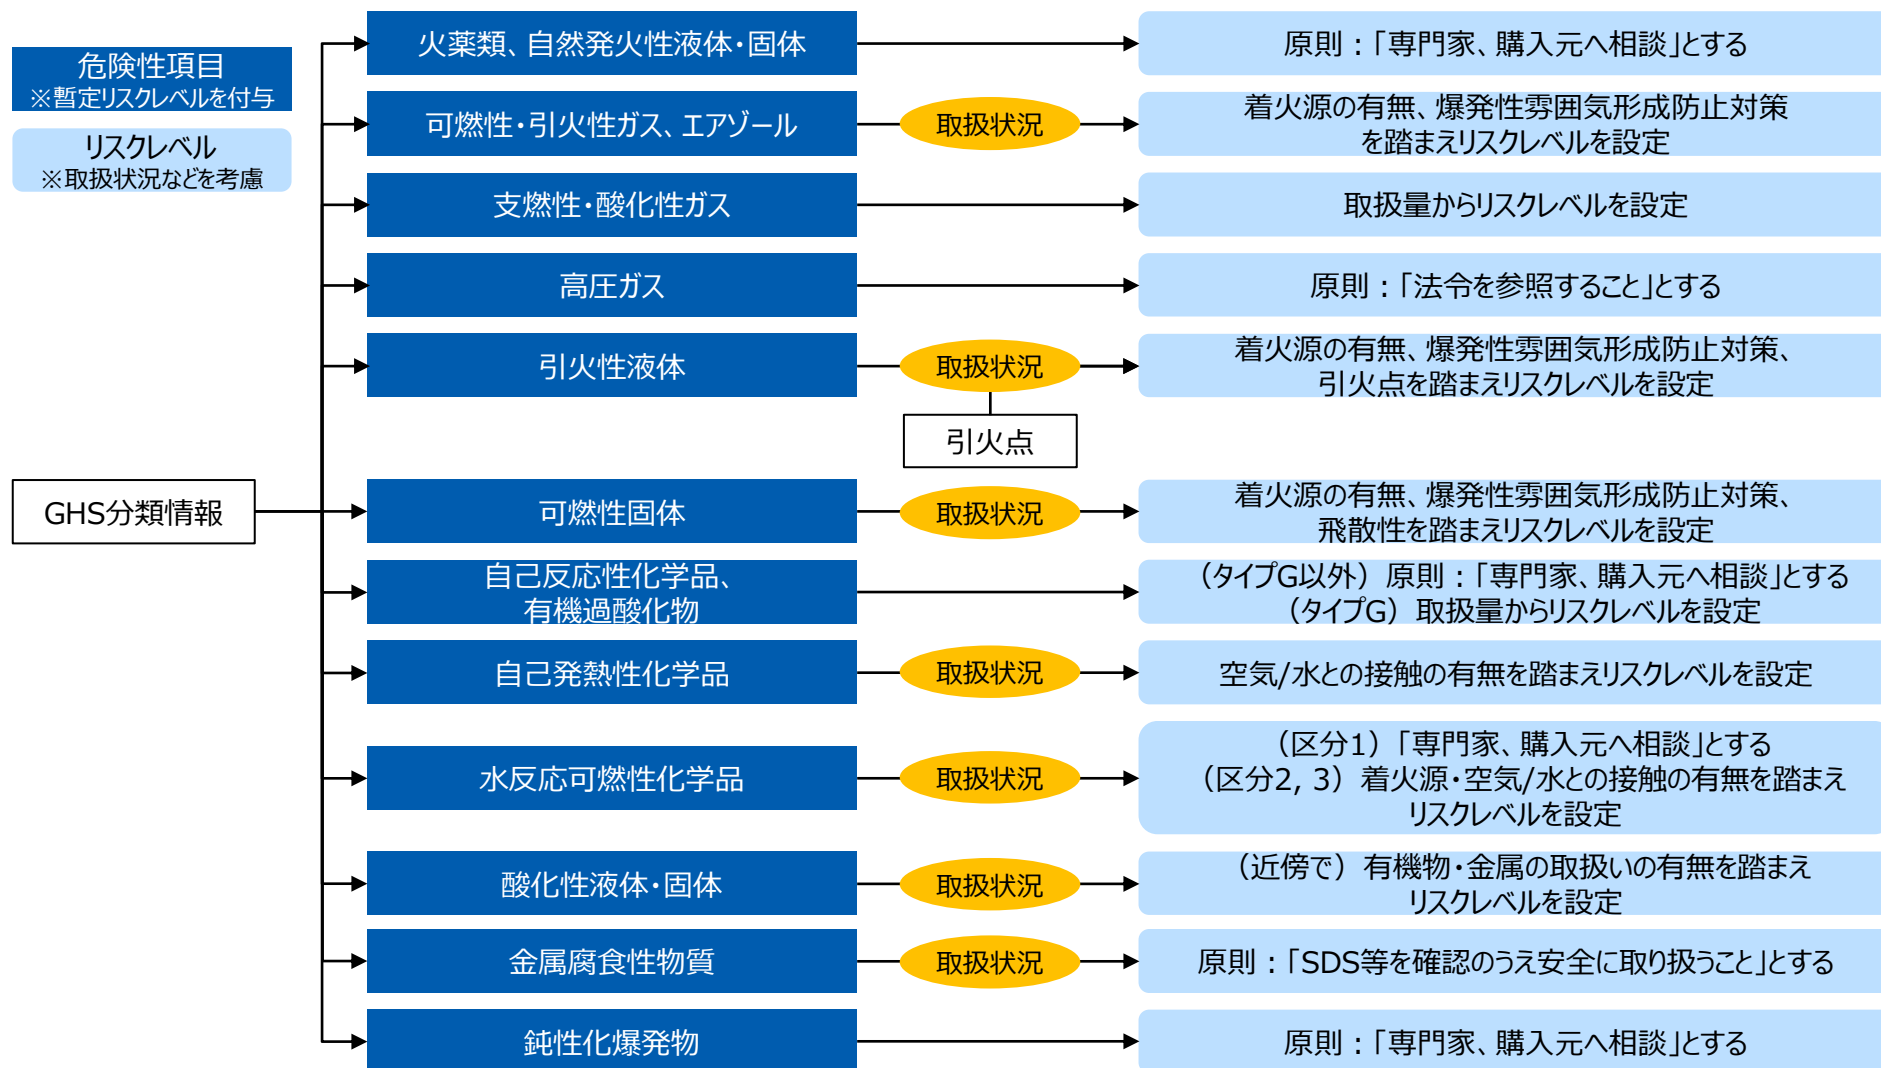 危険性項目
※暫定リスクレベルを付与
リスクレベル
※取扱状況などを考慮
GHS分類情報
火薬類、自然発火性液体・固体
原則：「専門家、購入元へ相談」とする
可燃性・引火性ガス、エアゾール
取扱状況
着火源の有無、爆発性雰囲気形成防止対策
を踏まえリスクレベルを設定
支燃性・酸化性ガス
取扱量からリスクレベルを設定
高圧ガス
原則：「法令を参照すること」とする
引火性液体
取扱状況
引火点
着火源の有無、爆発性雰囲気形成防止対策、
引火点を踏まえリスクレベルを設定
可燃性固体
取扱状況
着火源の有無、爆発性雰囲気形成防止対策、
飛散性を踏まえリスクレベルを設定
自己反応性化学品、
有機過酸化物
（タイプG以外）原則：「専門家、購入元へ相談」とする
（タイプG）取扱量からリスクレベルを設定
自己発熱性化学品
取扱状況
空気/水との接触の有無を踏まえリスクレベルを設定
水反応可燃性化学品
取扱状況
（区分1）「専門家、購入元へ相談」とする
（区分2, 3）着火源・空気/水との接触の有無を踏まえ
リスクレベルを設定
酸化性液体・固体
取扱状況
（近傍で）有機物・金属の取扱いの有無を踏まえ
リスクレベルを設定
金属腐食性物質
取扱状況
原則：「SDS等を確認のうえ安全に取り扱うこと」とする
鈍性化爆発物
原則：「専門家、購入元へ相談」とする